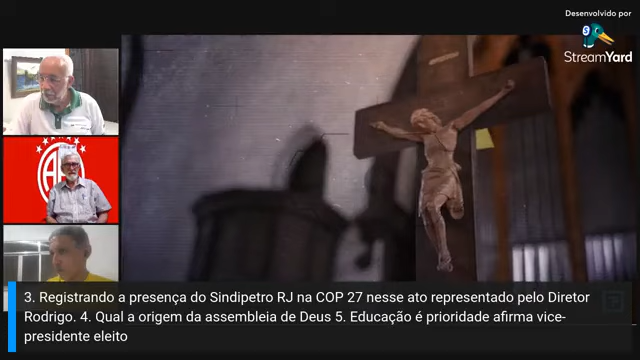 Desenvolvido por
S
StreamYard
3. Registrando a presença do Sindipetro RJ na COP 27 nesse ato representado pelo Diretor
Rodrigo. 4. Qual a origem da assembleia de Deus 5. Educação é prioridade afirma vice-
presidente eleito